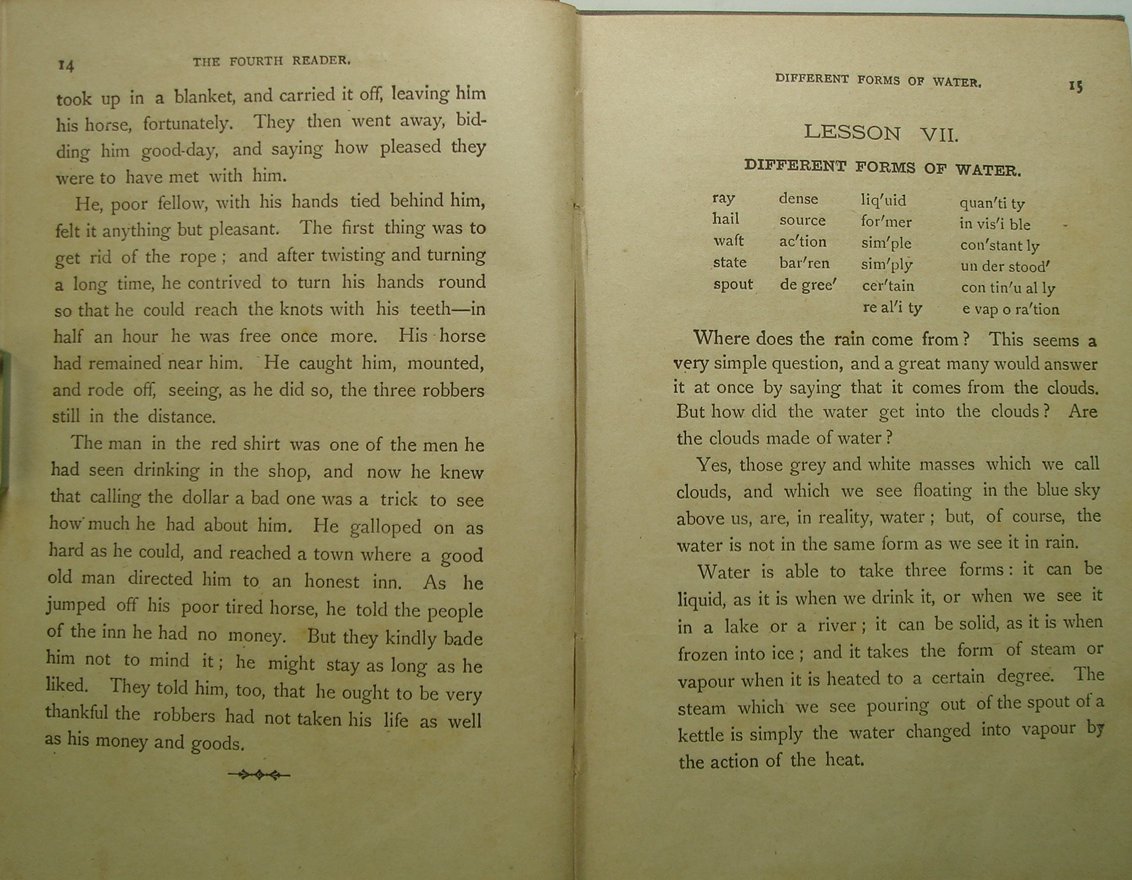 14
THE FOURTH READER.
took up in a blanket, and carried it off, leaving him
his horse, fortunately. They then went away, bid-
ding him good-day, and saying how pleased they
were to have met with him.
He, poor fellow, with his hands tied behind him,
felt it anything but pleasant. The first thing was to
get rid of the rope; and after twisting and turning
a long time, he contrived to turn his hands round
so that he could reach the knots with his teeth—in
half an hour he was free once more. His horse
had remained near him. He caught him, mounted,
and rode off, seeing, as he did so, the three robbers
still in the distance.
The man in the red shirt was one of the men he
had seen drinking in the shop, and now he knew
that calling the dollar a bad one was a trick to see
how much he had about him. He galloped on as
hard as he could, and reached a town where a good
old man directed him to an honest inn. As he
jumped off his poor tired horse, he told the people
of the inn he had no money. But they kindly bade
him not to mind it; he might stay as long as he
liked. They told him, too, that he ought to be very
thankful the robbers had not taken his life as well
as his money and goods.
DIFFERENT FORMS OF WATER.
15
LESSON VII.
DIFFERENT FORMS OF WATER.
ray dense liq'uid quan'ti ty
hail source for'mer in vis'i ble
waft ac'tion sim'ple con'stant ly
state bar'ren sim'ply un der stood'
spout de gree' cer'tain con tin'u al ly
re al'i ty e vap o ra'tion
Where does the rain come from? This seems a
very simple question, and a great many would answer
it at once by saying that it comes from the clouds.
But how did the water get into the clouds? Are
the clouds made of water?
Yes, those grey and white masses which we call
clouds, and which we see floating in the blue sky
above us, are, in reality, water; but, of course, the
water is not in the same form as we see it in rain.
Water is able to take three forms: it can be
liquid, as it is when we drink it, or when we see it
in a lake or a river; it can be solid, as it is when
frozen into ice; and it takes the form of steam or
vapour when it is heated to a certain degree. The
steam which we see pouring out of the spout of a
kettle is simply the water changed into vapour by
the action of the heat.